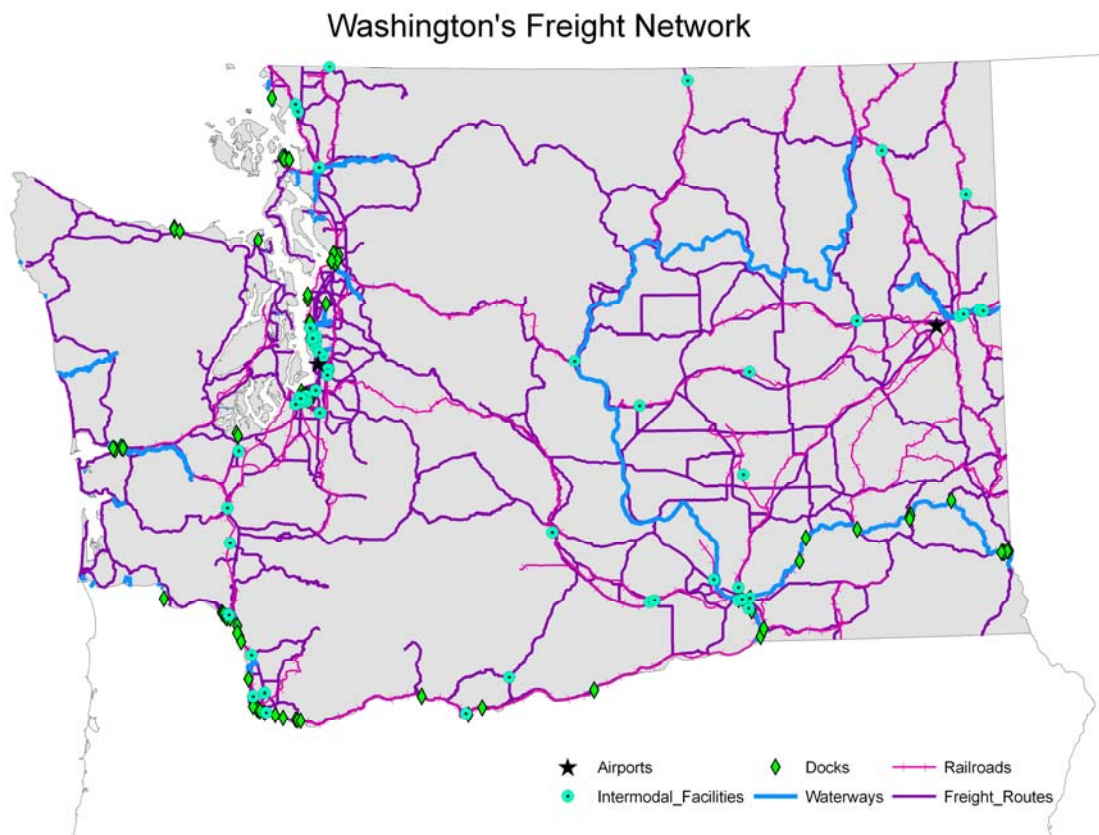 Washington's Freight Network
Airports Docks Railroads
Intermodal_Facilities Waterways Freight_Routes